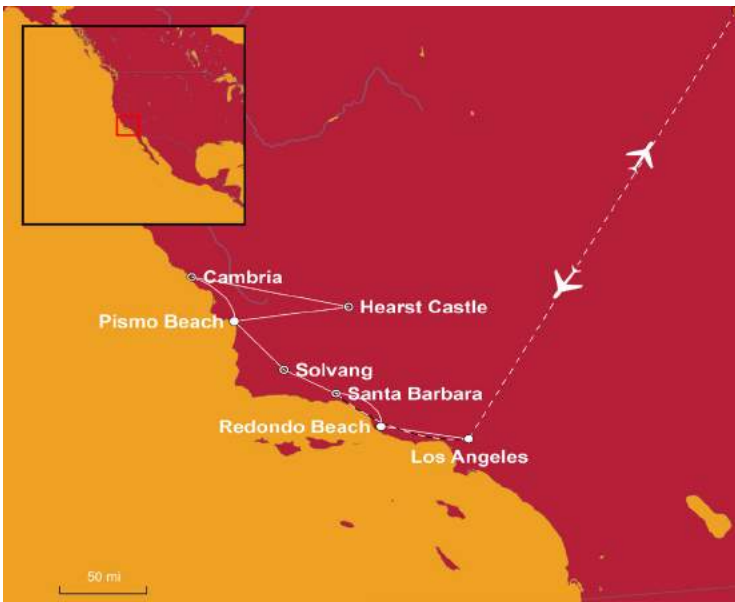 Cambria
Hearst Castle
Pismo Beach
Solvang
Santa Barbara
Redondo Beach
Los Angeles
50 mi